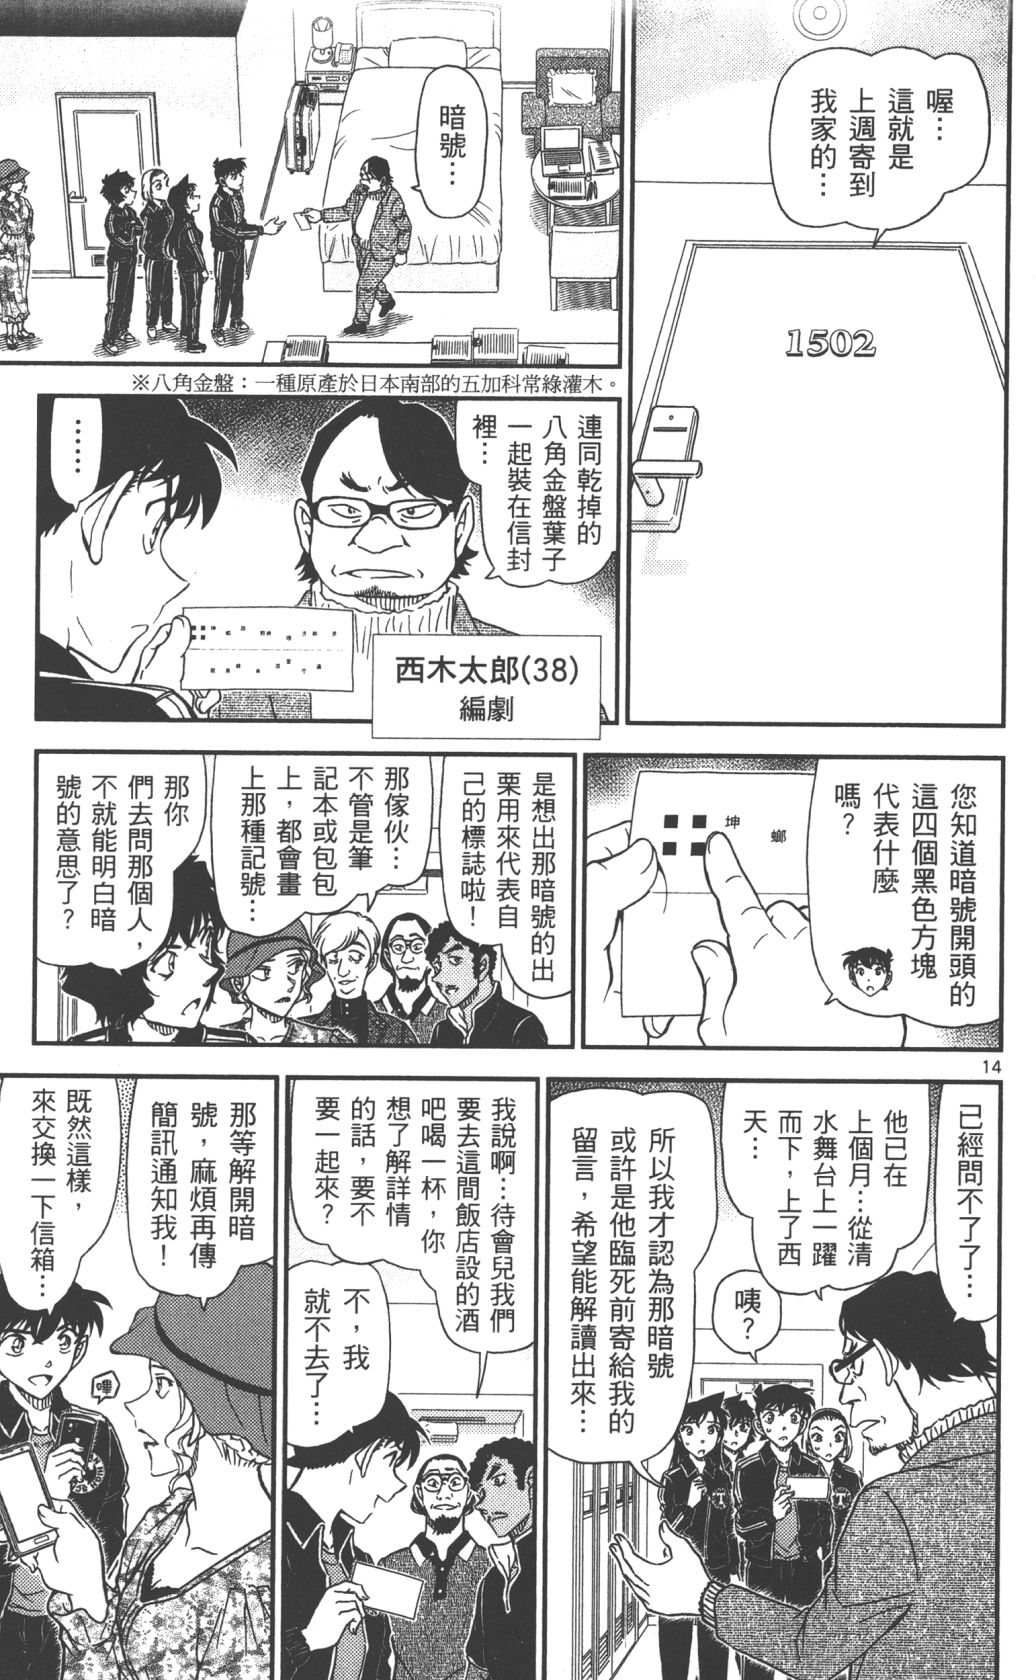 喔…
這就是
上週寄到
我家的…
1502
暗號…
※八角金盤：一種原產於日本南部的五加科常綠灌木。
連同乾掉的
八角金盤葉子
一起裝在信封
裡…
………
西木太郎(38)
編劇
您知道暗號開頭的
這四個黑色方塊
代表什麼
嗎？
■■ 坤 螂
■■
是想出那暗號的出
栗用來代表自
己的標誌啦！
那傢伙…
不管是筆
記本或包包
上，都會畫
上那種記號…
那你
們去問那個人，
不就能明白暗
號的意思了？
14
已經問不了了…
他已在
上個月…從清
水舞台上一躍
而下，上了西
天…
咦？
所以我才認為那暗號
或許是他臨死前寄給我的
留言，希望能解讀出來…
我說啊…待會兒我們
要去這間飯店設的酒
吧喝一杯，你
想了解詳情
的話，要不
要一起來？
不，我
就不去了…
那等解開暗
號，麻煩再傳
簡訊通知我！
既然這樣，
來交換一下信箱…
嗶